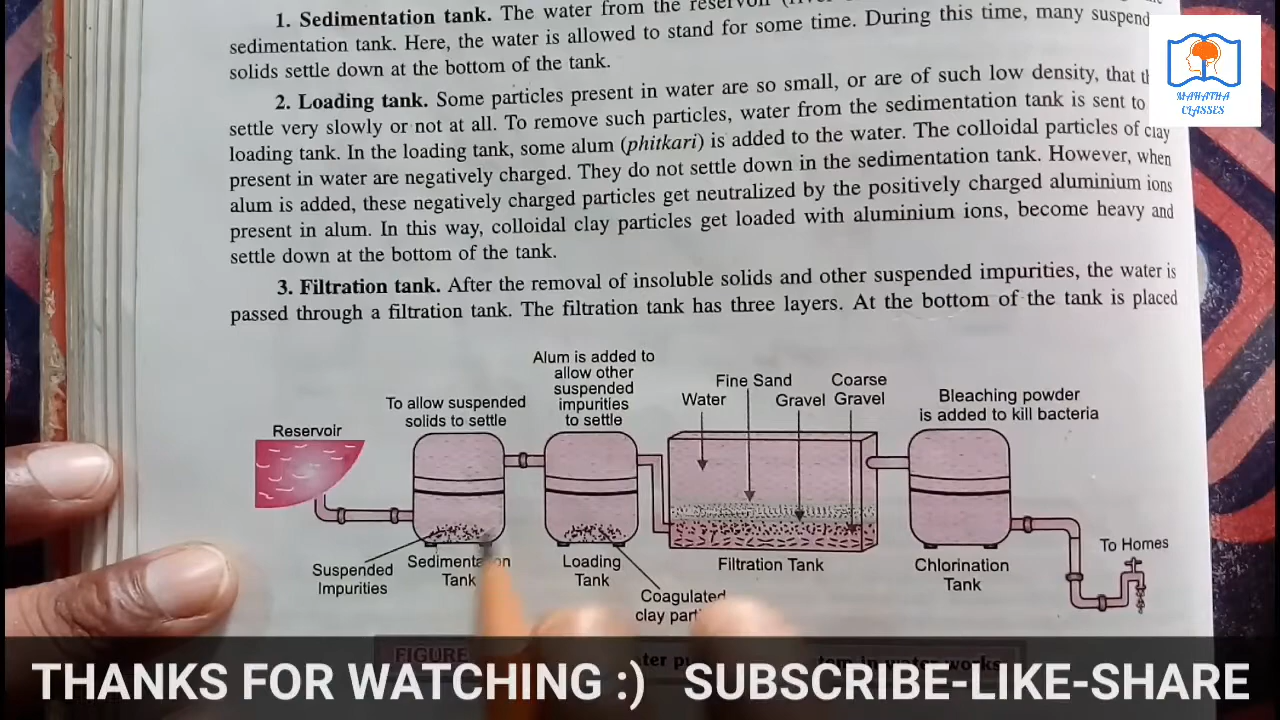 1. Sedimentation tank. The water from the reservoir
sedimentation tank. Here, the water is allowed to stand for some time. During this time, many suspend
solids settle down at the bottom of the tank.
2. Loading tank. Some particles present in water are so small, or are of such low density, that
settle very slowly or not at all. To remove such particles, water from the sedimentation tank is sent to
loading tank. In the loading tank, some alum (phitkari) is added to the water. The colloidal particles of clay
present in water are negatively charged. They do not settle down in the sedimentation tank. However, when
alum is added, these negatively charged particles get neutralized by the positively charged aluminium ions
present in alum. In this way, colloidal clay particles get loaded with aluminium ions, become heavy and
settle down at the bottom of the tank.
3. Filtration tank. After the removal of insoluble solids and other suspended impurities, the water is
passed through a filtration tank. The filtration tank has three layers. At the bottom of the tank is placed
MAHATHA
CLASSES
Reservoir
To allow suspended
solids to settle
Alum is added to
allow other
suspended
impurities
to settle
Water
Fine Sand
Gravel
Coarse
Gravel
Bleaching powder
is added to kill bacteria
Suspended
Impurities
Sedimentation
Tank
Loading
Tank
Coagulated
clay part
Filtration Tank
Chlorination
Tank
To Homes
FIGURE
in water works
THANKS FOR WATCHING :) SUBSCRIBE-LIKE-SHARE